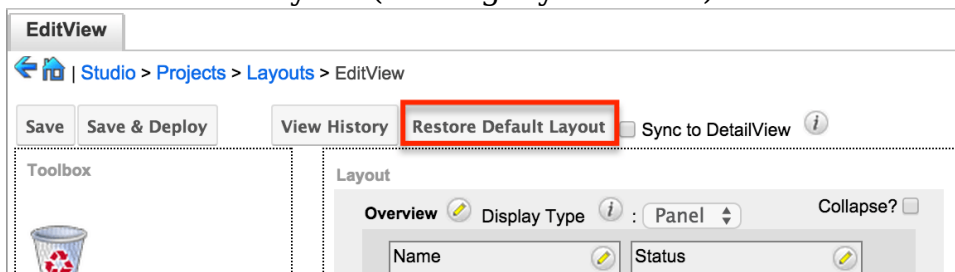 EditView
| Studio > Projects > Layouts > EditView
Save Save & Deploy View History Restore Default Layout Sync to DetailView i
Toolbox
Layout
Overview Display Type i : Panel Collapse?
Name Status